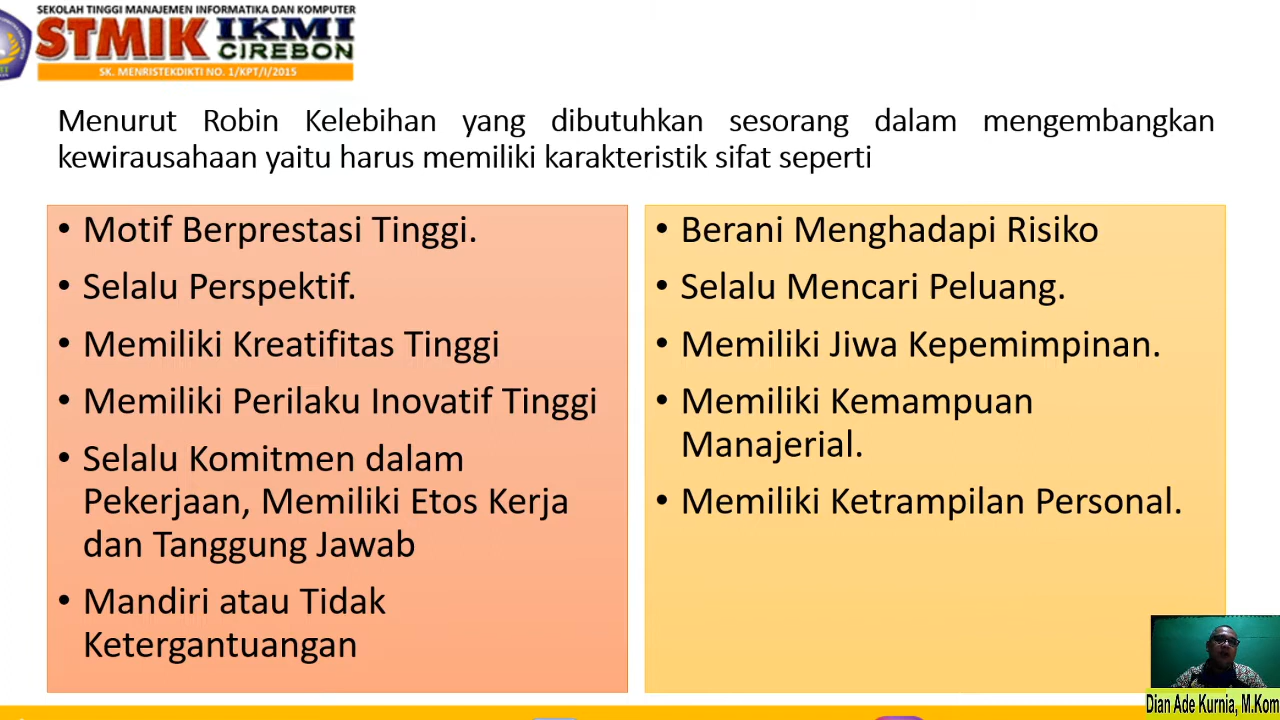 SEKOLAH TINGGI MANAJEMEN INFORMATIKA DAN KOMPUTER
STMIK IKMI
CIREBON
SK. MENRISTEKDIKTI NO. 1/KPT/I/2015
Menurut Robin Kelebihan yang dibutuhkan sesorang dalam mengembangkan
kewirausahaan yaitu harus memiliki karakteristik sifat seperti
• Motif Berprestasi Tinggi.
• Selalu Perspektif.
• Memiliki Kreatifitas Tinggi
• Memiliki Perilaku Inovatif Tinggi
• Selalu Komitmen dalam
Pekerjaan, Memiliki Etos Kerja
dan Tanggung Jawab
• Mandiri atau Tidak
Ketergantuangan
• Berani Menghadapi Risiko
• Selalu Mencari Peluang.
• Memiliki Jiwa Kepemimpinan.
• Memiliki Kemampuan
Manajerial.
• Memiliki Ketrampilan Personal.
Dian Ade Kurnia, M.Kom